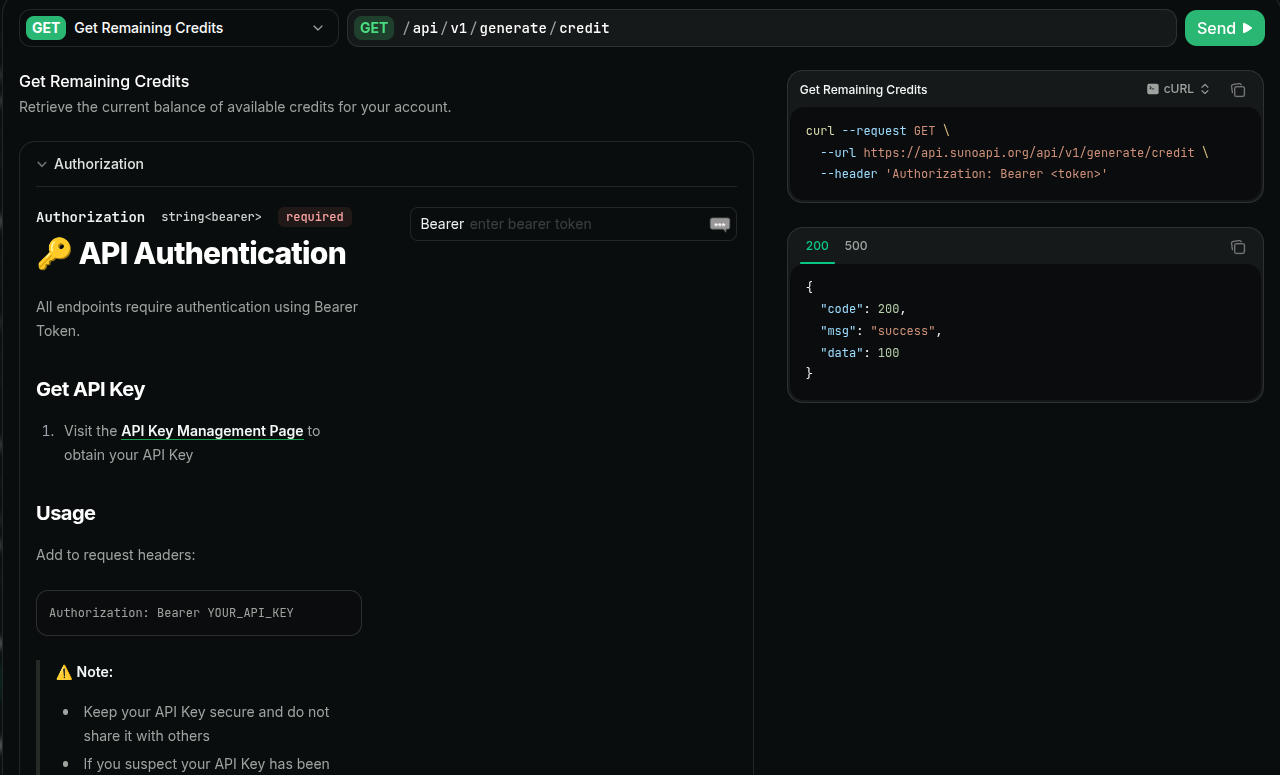 GET Get Remaining Credits
GET /api/v1/generate/credit
Send
Get Remaining Credits
Retrieve the current balance of available credits for your account.
Authorization
Authorization string<bearer> required
Bearer enter bearer token
🔑 API Authentication
All endpoints require authentication using Bearer
Token.
Get API Key
1. Visit the API Key Management Page to
obtain your API Key
Usage
Add to request headers:
Authorization: Bearer YOUR_API_KEY
⚠️ Note:
• Keep your API Key secure and do not
share it with others
• If you suspect your API Key has been
Get Remaining Credits
cURL
curl --request GET \
--url https://api.sunoapi.org/api/v1/generate/credit \
--header 'Authorization: Bearer <token>'
200 500
{
"code": 200,
"msg": "success",
"data": 100
}